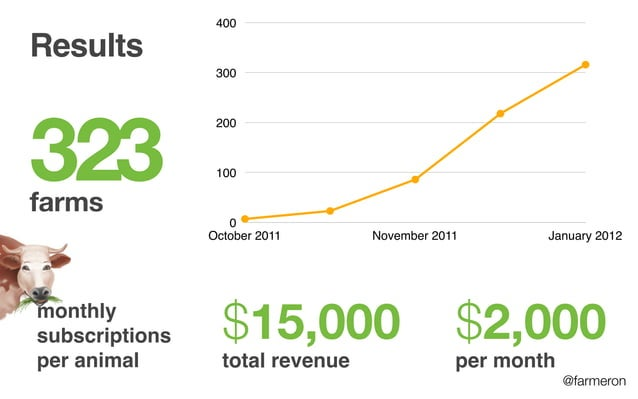 Results
323
farms
400
300
200
100
0
October 2011
November 2011
January 2012
monthly
subscriptions
per animal
$15,000
total revenue
$2,000
per month
@farmeron